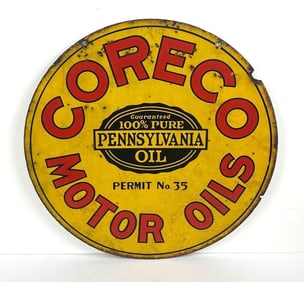 CORECO
Guaranteed
100% PURE
PENNSYLVANIA
OIL
PERMIT No. 35
MOTOR OILS